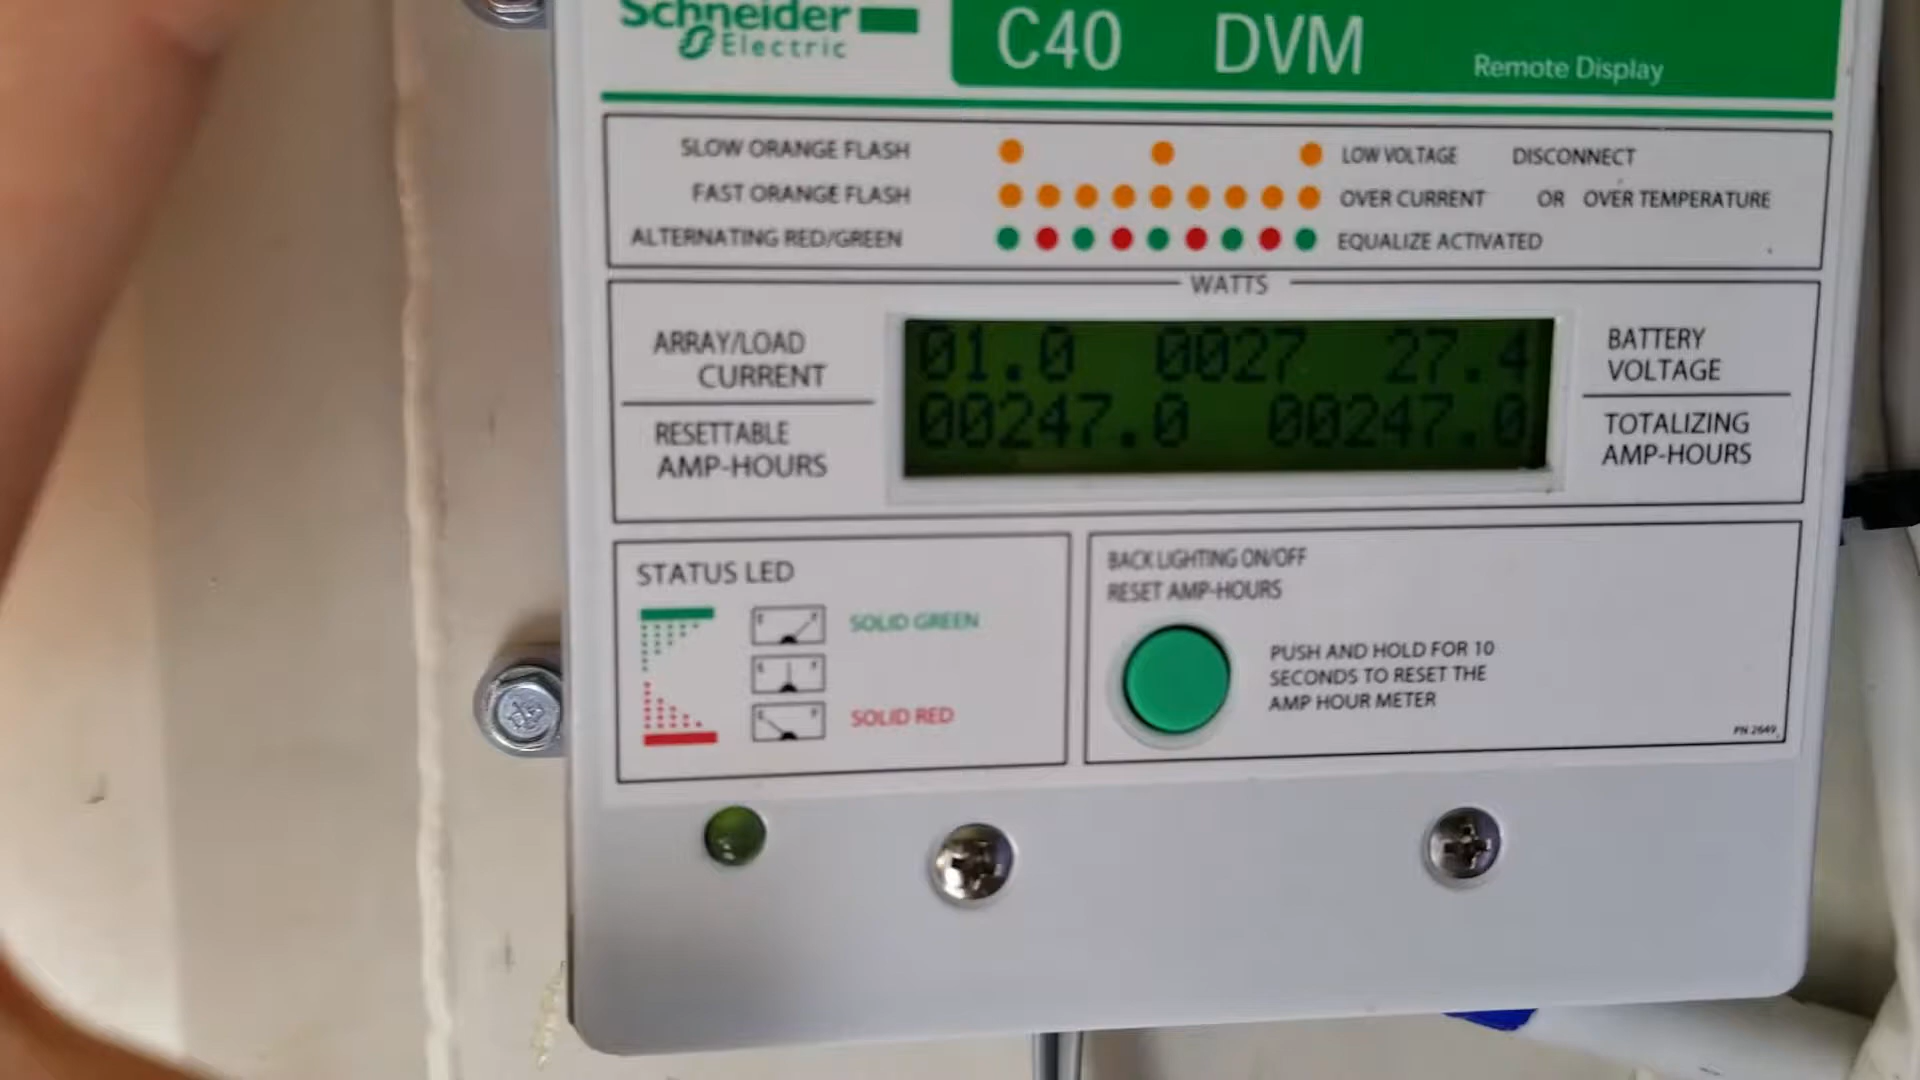 Schneider
Electric
C40 DVM
Remote Display
SLOW ORANGE FLASH LOW VOLTAGE DISCONNECT
FAST ORANGE FLASH OVER CURRENT OR OVER TEMPERATURE
ALTERNATING RED/GREEN EQUALIZE ACTIVATED
WATTS
ARRAY/LOAD
CURRENT
01.0 0027 27.4
BATTERY
VOLTAGE
RESETTABLE
AMP-HOURS
00247.0 00247.0
TOTALIZING
AMP-HOURS
STATUS LED
SOLID GREEN
SOLID RED
BACK LIGHTING ON/OFF
RESET AMP-HOURS
PUSH AND HOLD FOR 10
SECONDS TO RESET THE
AMP HOUR METER
PN 2649